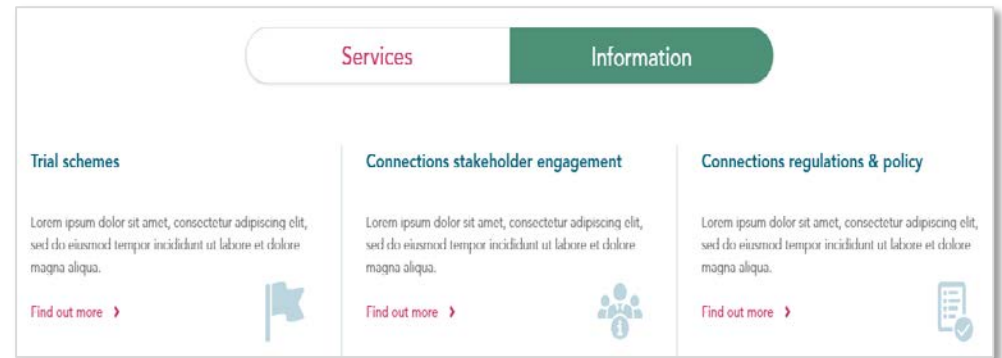 Services
Information
Trial schemes
Lorem ipsum dolor sit amet, consectetur adipiscing elit,
sed do eiusmod tempor incididunt ut labore et dolore
magna aliqua.
Find out more
Connections stakeholder engagement
Lorem ipsum dolor sit amet, consectetur adipiscing elit,
sed do eiusmod tempor incididunt ut labore et dolore
magna aliqua.
Find out more
Connections regulations & policy
Lorem ipsum dolor sit amet, consectetur adipiscing elit,
sed do eiusmod tempor incididunt ut labore et dolore
magna aliqua.
Find out more